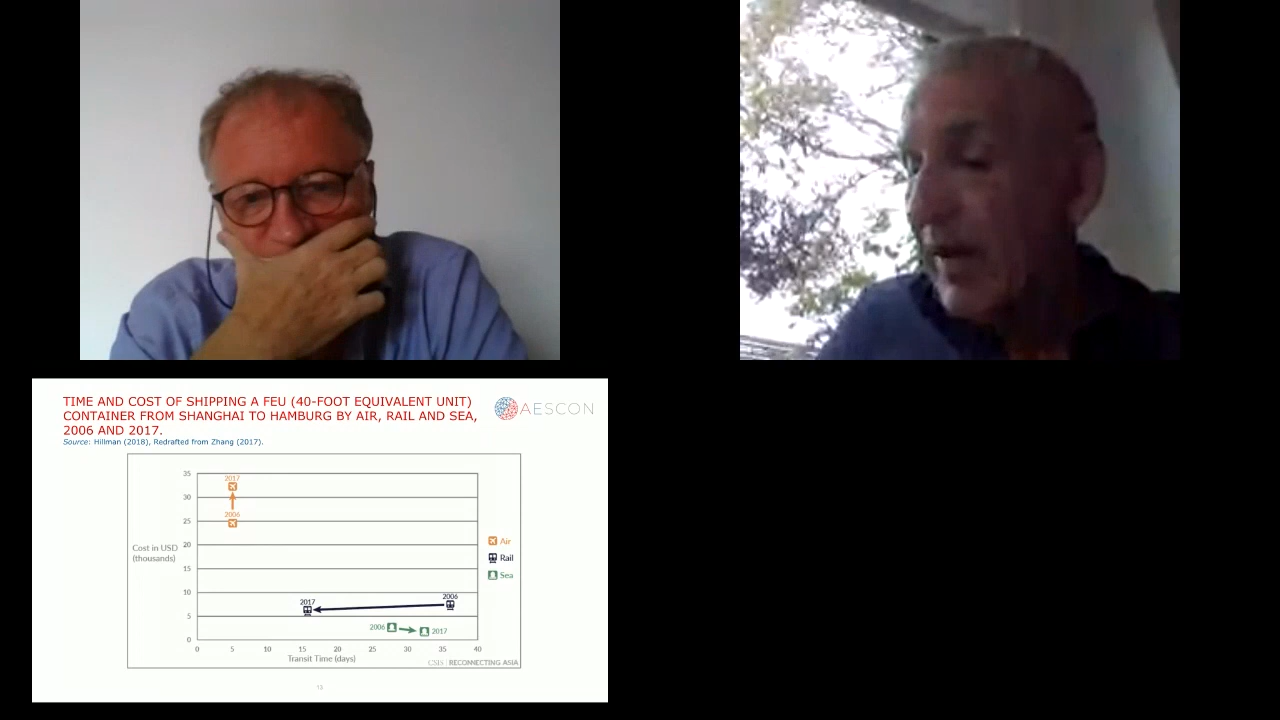 TIME AND COST OF SHIPPING A FEU (40-FOOT EQUIVALENT UNIT)
CONTAINER FROM SHANGHAI TO HAMBURG BY AIR, RAIL AND SEA,
2006 AND 2017.
Source: Hillman (2018), Redrafted from Zhang (2017).
AESCON
35
2017
30
2006
25
Cost in USD
(thousands)
20
15
10
5
0
2017
2006
2006
2017
Air
Rail
Sea
0 5 10 15 20 25 30 35 40
Transit Time (days)
CSIS | RECONNECTING ASIA
13